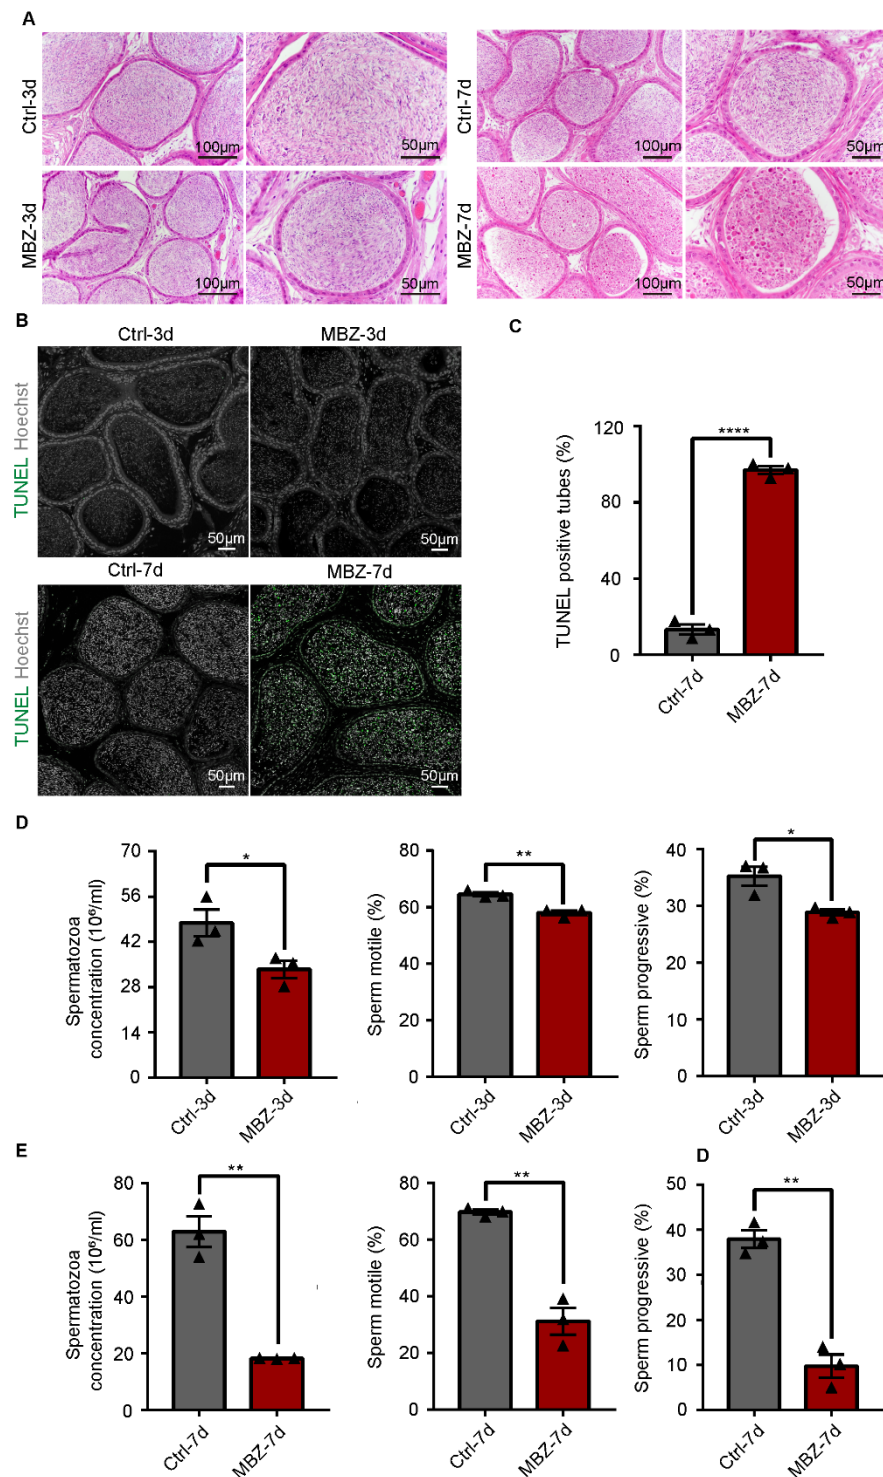 A
Ctrl-3d
100µm
50µm
Ctrl-7d
100µm
50µm
MBZ-3d
100µm
50µm
MBZ-7d
100µm
50µm
B
Ctrl-3d
MBZ-3d
TUNEL Hoechst
50µm
50µm
Ctrl-7d
MBZ-7d
TUNEL Hoechst
50µm
50µm
C
TUNEL positive tubes (%)
120
80
40
0
****
Ctrl-7d
MBZ-7d
D
Spermatozoa
concentration (10⁶/ml)
70
56
42
28
14
0
*
Ctrl-3d
MBZ-3d
Sperm motile (%)
80
60
40
20
0
**
Ctrl-3d
MBZ-3d
Sperm progressive (%)
40
30
20
10
0
*
Ctrl-3d
MBZ-3d
E
Spermatozoa
concentration (10⁶/ml)
80
60
40
20
0
**
Ctrl-7d
MBZ-7d
Sperm motile (%)
80
60
40
20
0
**
Ctrl-7d
MBZ-7d
D
Sperm progressive (%)
50
40
30
20
10
0
**
Ctrl-7d
MBZ-7d